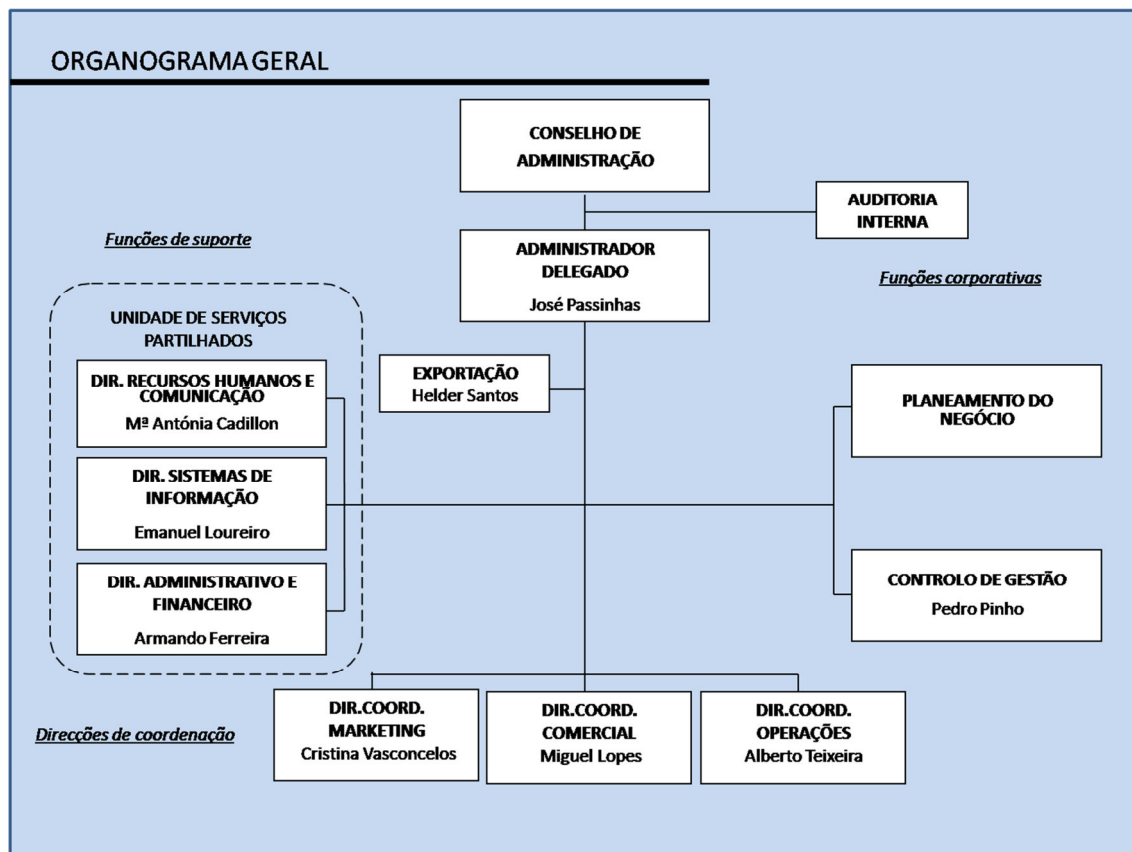 ORGANOGRAMA GERAL
CONSELHO DE
ADMINISTRAÇÃO
AUDITORIA
INTERNA
Funções de suporte
ADMINISTRADOR
DELEGADO
José Passinhas
Funções corporativas
UNIDADE DE SERVIÇOS
PARTILHADOS
DIR. RECURSOS HUMANOS E
COMUNICAÇÃO
Mª Antónia Cadillon
EXPORTAÇÃO
Helder Santos
PLANEAMENTO DO
NEGÓCIO
DIR. SISTEMAS DE
INFORMAÇÃO
Emanuel Loureiro
DIR. ADMINISTRATIVO E
FINANCEIRO
Armando Ferreira
CONTROLO DE GESTÃO
Pedro Pinho
Direcções de coordenação
DIR.COORD.
MARKETING
Cristina Vasconcelos
DIR.COORD.
COMERCIAL
Miguel Lopes
DIR.COORD.
OPERAÇÕES
Alberto Teixeira